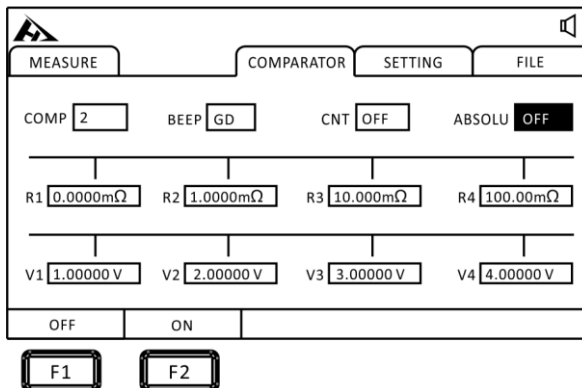 MEASURE COMPARATOR SETTING FILE
COMP 2 BEEP GD CNT OFF ABSOLU OFF
R1 0.0000mΩ R2 1.0000mΩ R3 10.000mΩ R4 100.00mΩ
V1 1.00000 V V2 2.00000 V V3 3.00000 V V4 4.00000 V
OFF ON
F1 F2